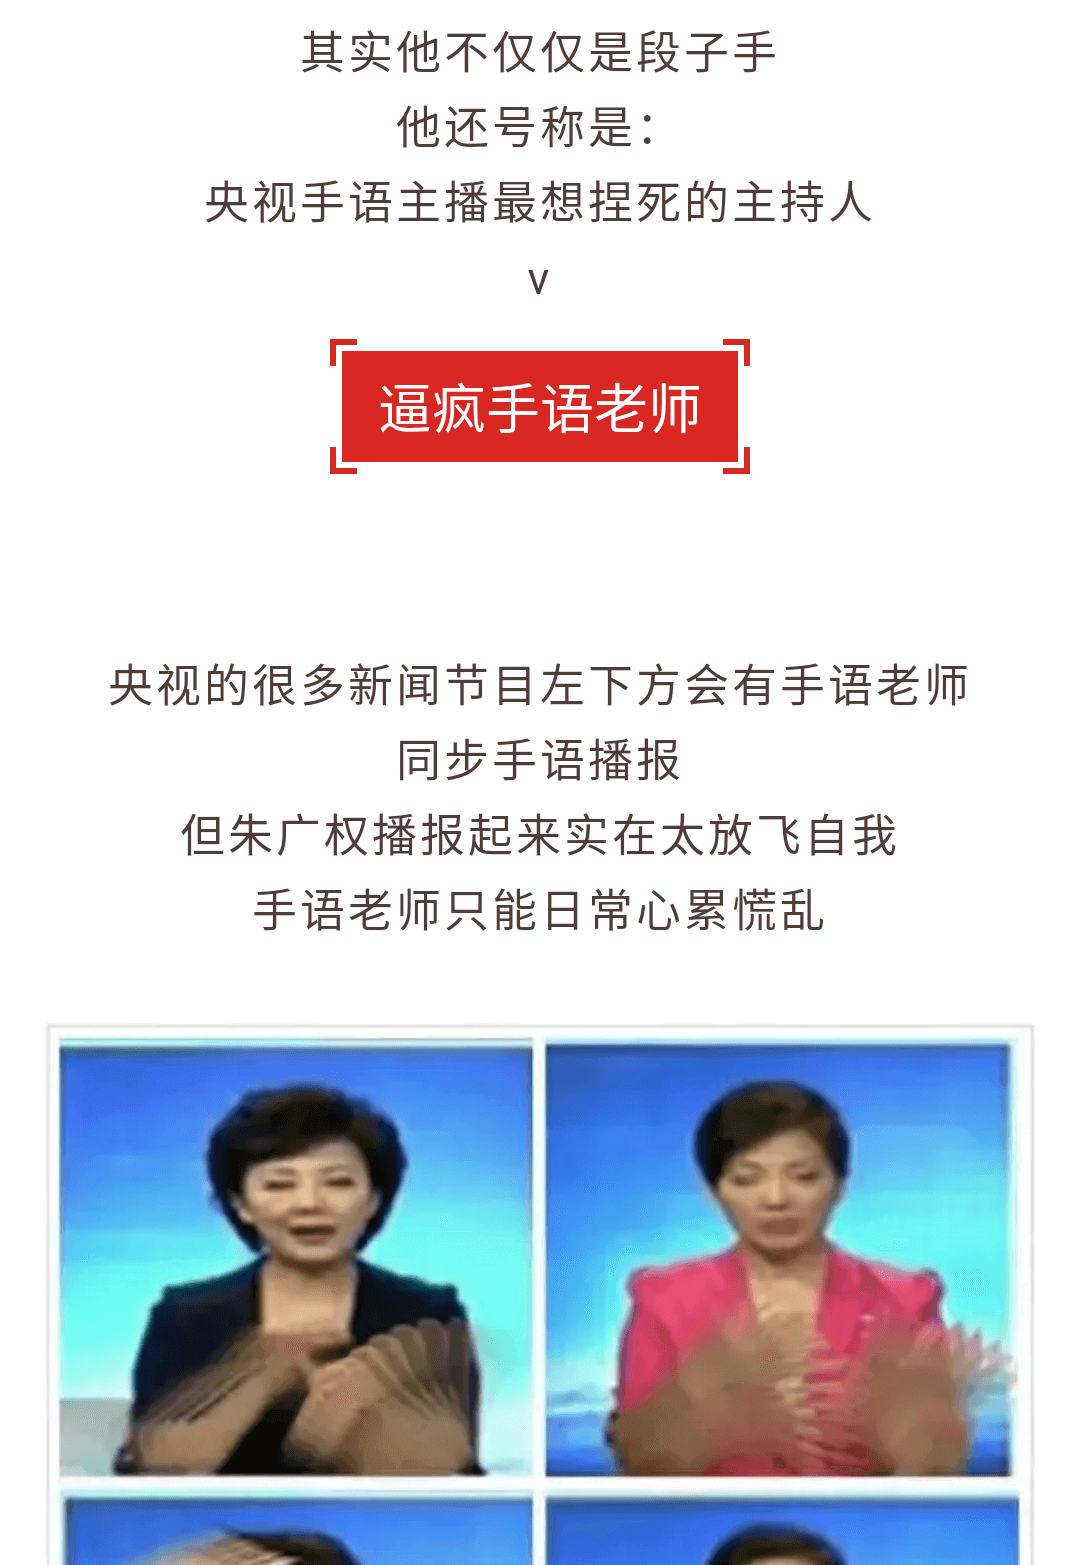 其实他不仅仅是段子手
他还号称是：
央视手语主播最想捏死的主持人
∨
逼疯手语老师
央视的很多新闻节目左下方会有手语老师
同步手语播报
但朱广权播报起来实在太放飞自我
手语老师只能日常心累慌乱